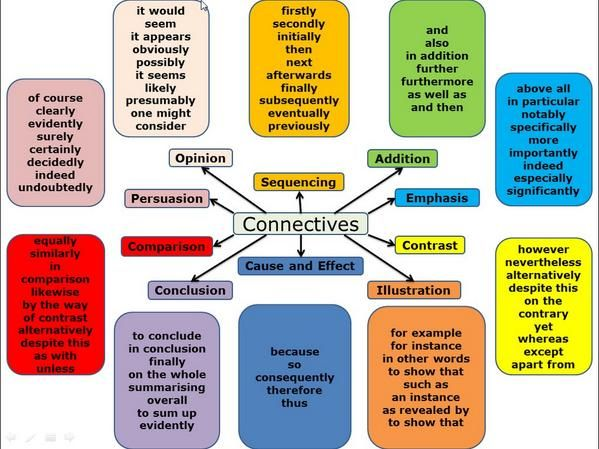 it would
seem
it appears
obviously
possibly
it seems
likely
presumably
one might
consider
firstly
secondly
initially
then
next
afterwards
finally
subsequently
eventually
previously
and
also
in addition
further
furthermore
as well as
and then
of course
clearly
evidently
surely
certainly
decidedly
indeed
undoubtedly
above all
in particular
notably
specifically
more
importantly
indeed
especially
significantly
Opinion
Sequencing
Addition
Persuasion
Emphasis
Connectives
Comparison
Contrast
Cause and Effect
Conclusion
Illustration
equally
similarly
in
comparison
likewise
by the way
of contrast
alternatively
despite this
as with
unless
however
nevertheless
alternatively
despite this
on the
contrary
yet
whereas
except
apart from
to conclude
in conclusion
finally
on the whole
summarising
overall
to sum up
evidently
because
so
consequently
therefore
thus
for example
for instance
in other words
to show that
such as
an instance
as revealed by
to show that